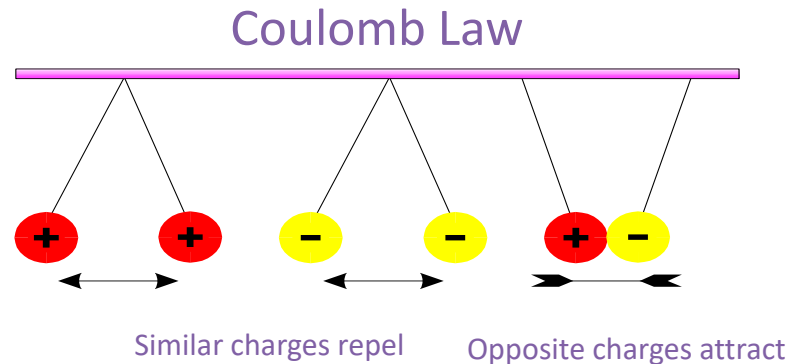 Coulomb Law
+ + - - + -
Similar charges repel
Opposite charges attract